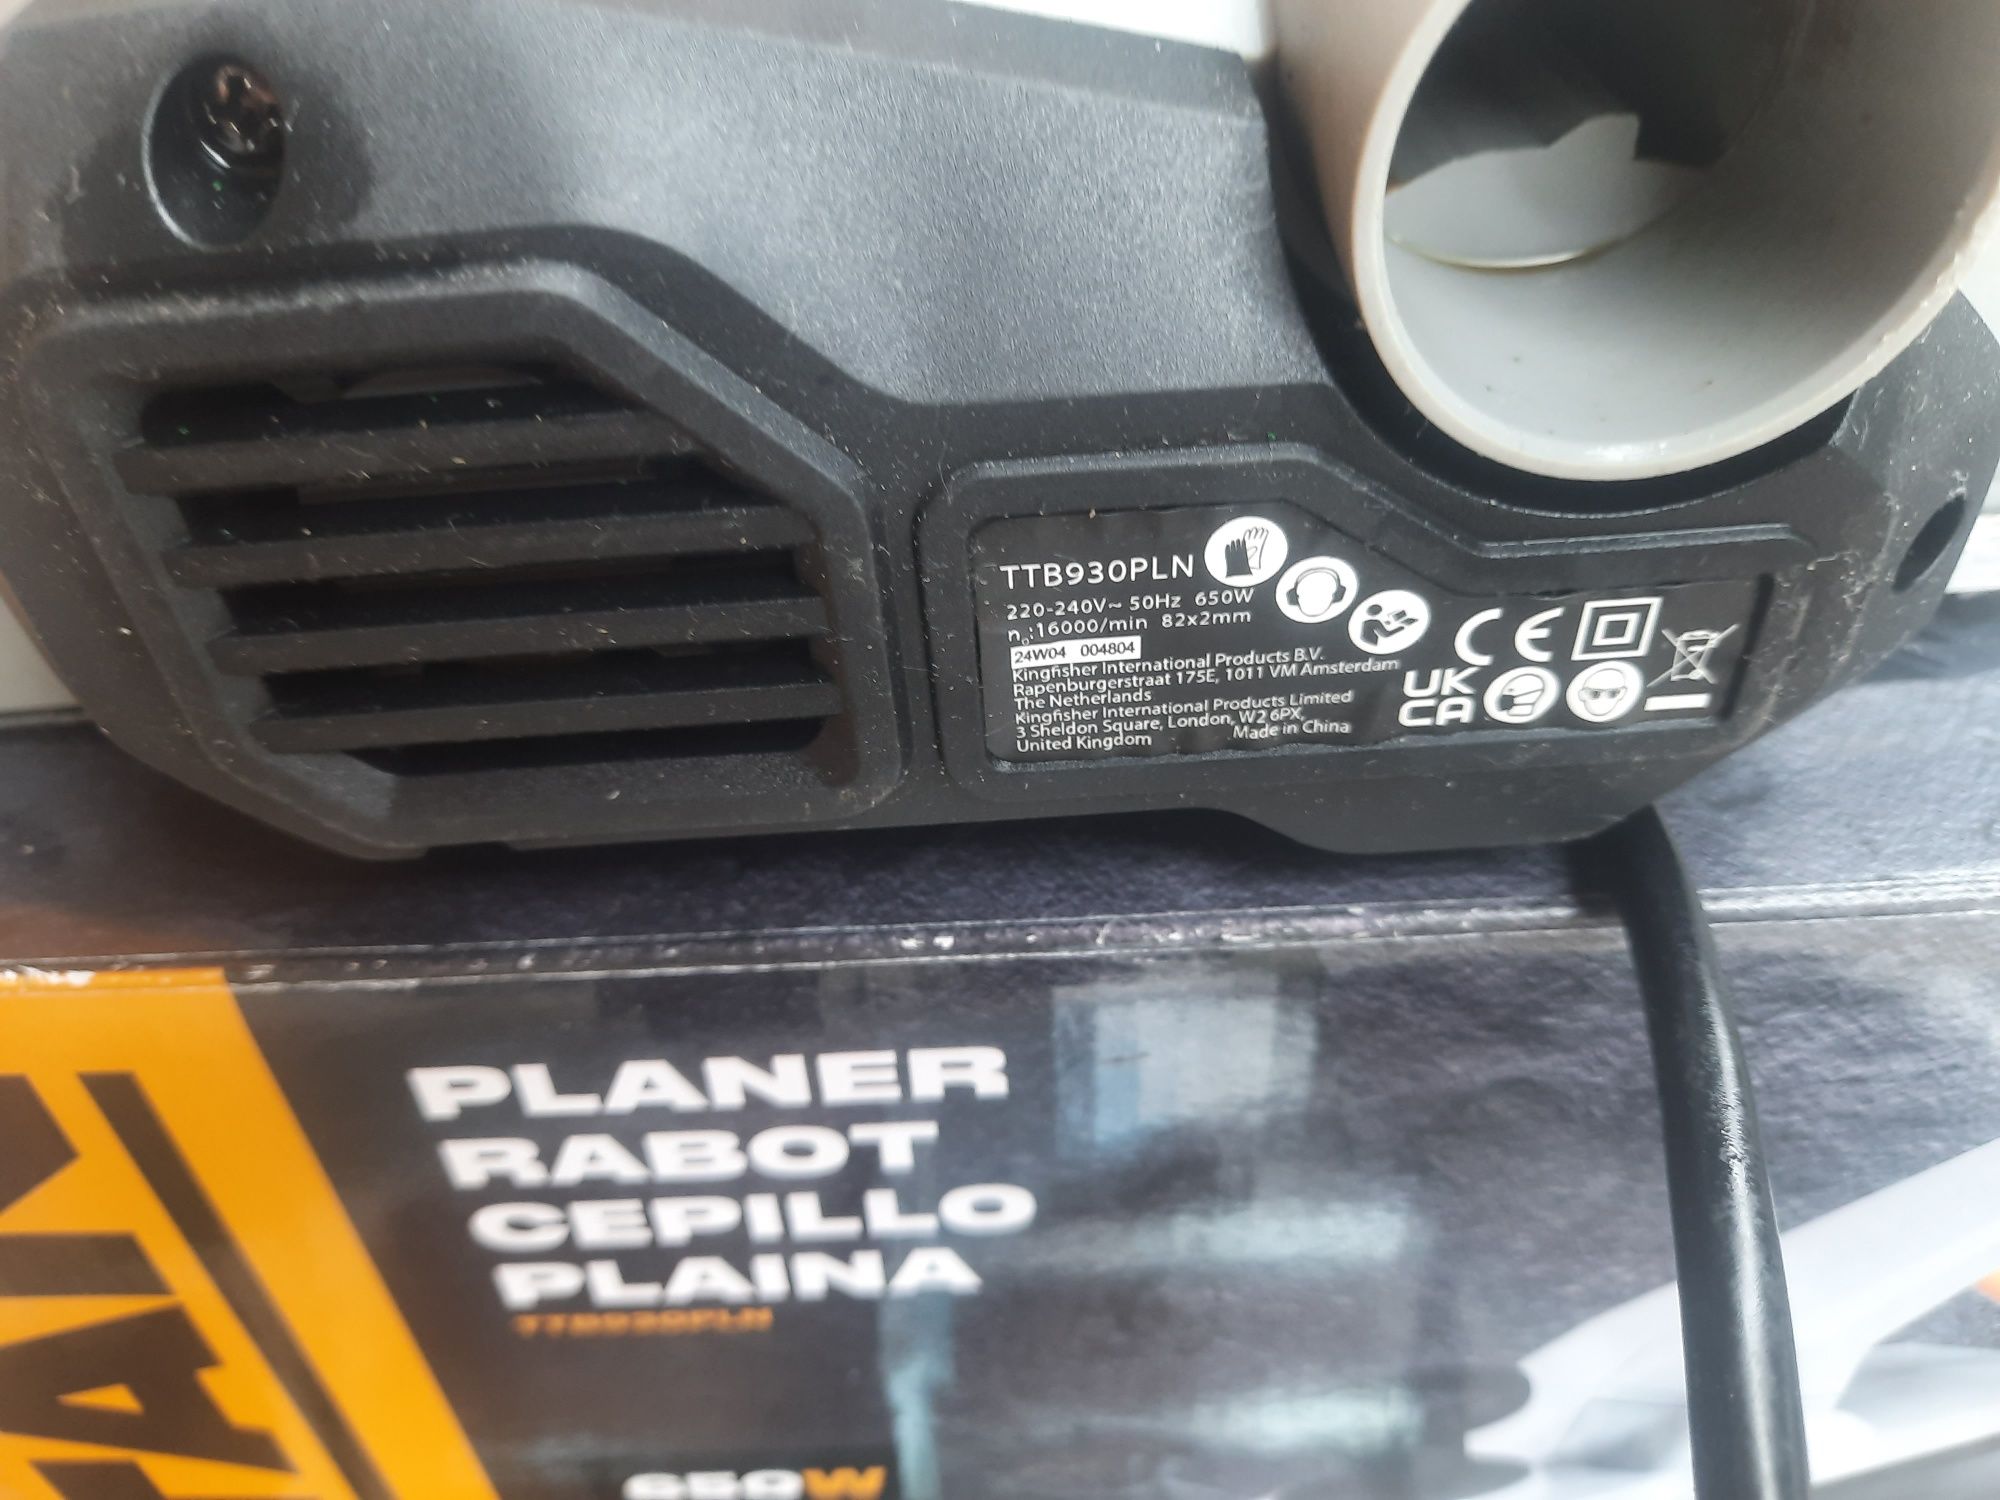 TTB930PLN
220-240V~ 50Hz 650W
n₀:16000/min 82x2mm
24W04 004804
Kingfisher International Products B.V.
Rapenburgerstraat 175E, 1011 VM Amsterdam
The Netherlands
Kingfisher International Products Limited
3 Sheldon Square, London, W2 6PX,
United Kingdom Made in China
CE
UK
CA
PLANER
RABOT
CEPILLO
PLAINA
TTB930PLN
650W